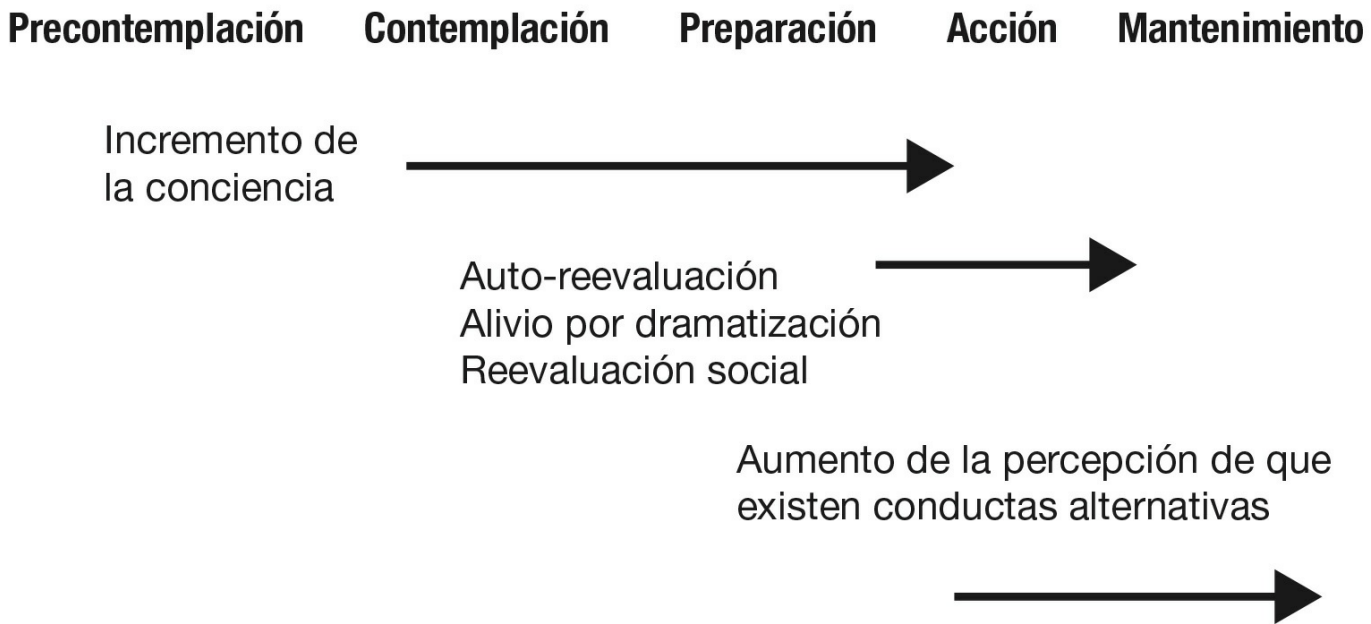 Precontemplación Contemplación Preparación Acción Mantenimiento
Incremento de
la conciencia
Auto-reevaluación
Alivio por dramatización
Reevaluación social
Aumento de la percepción de que
existen conductas alternativas